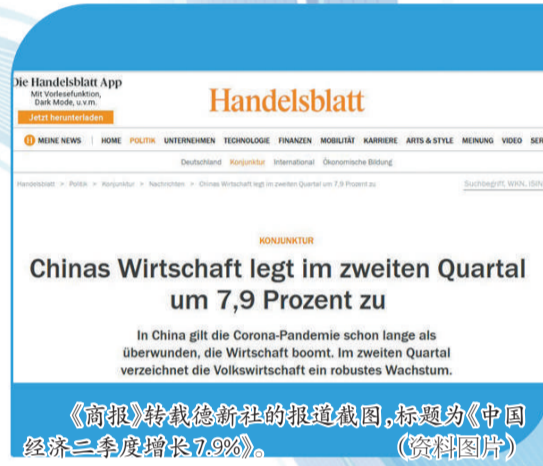 Die Handelsblatt App
Mit Vorlesefunktion,
Dark Mode, u.v.m.
Jetzt herunterladen
Handelsblatt
MEINE NEWS | HOME POLITIK UNTERNEHMEN TECHNOLOGIE FINANZEN MOBILITÄT KARRIERE ARTS & STYLE MEINUNG VIDEO SER
Deutschland Konjunktur International Ökonomische Bildung
Handelsblatt > Politik > Konjunktur > Nachrichten > Chinas Wirtschaft legt im zweiten Quartal um 7,9 Prozent zu
Suchbegriff, WKN, ISIN
KONJUNKTUR
Chinas Wirtschaft legt im zweiten Quartal
um 7,9 Prozent zu
In China gilt die Corona-Pandemie schon lange als
überwunden, die Wirtschaft boomt. Im zweiten Quartal
verzeichnet die Volkswirtschaft ein robustes Wachstum.
《商报》转载德新社的报道截图,标题为《中国
经济二季度增长7.9%》。 (资料图片)